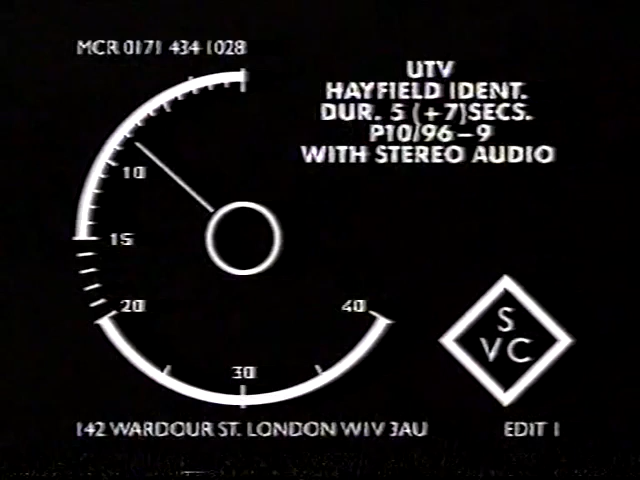 MCR 0171 434 1028
UTV
HAYFIELD IDENT.
DUR. 5 (+7)SECS.
P10/96-9
WITH STEREO AUDIO
10
15
20
40
30
S
VC
142 WARDOUR ST. LONDON W1V 3AU
EDIT 1